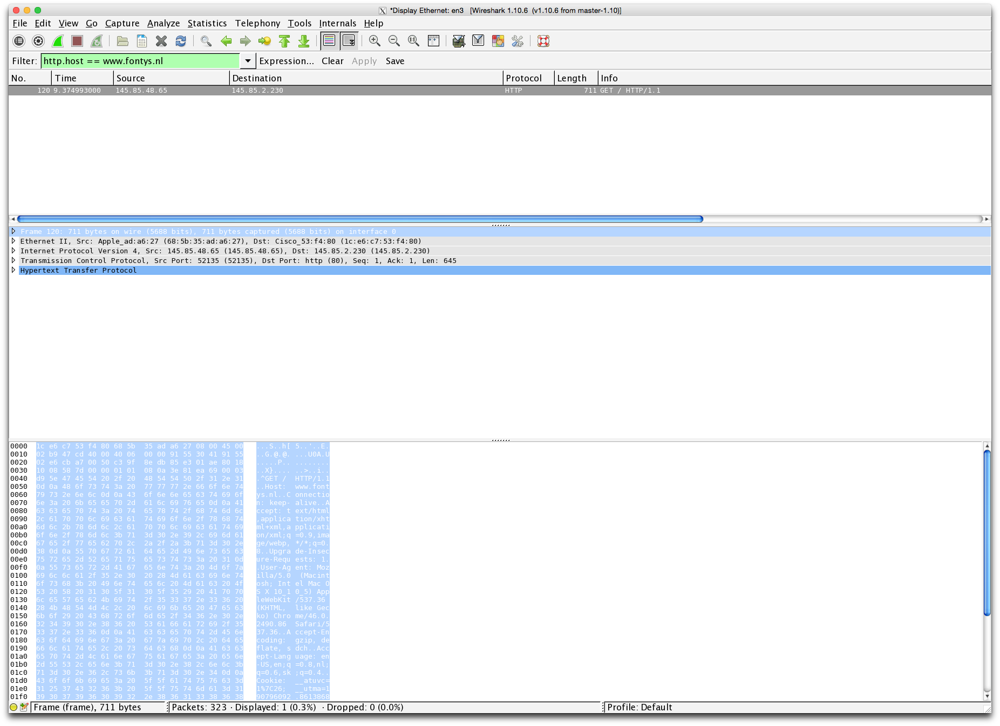 *Display Ethernet: en3 [Wireshark 1.10.6 (v1.10.6 from master-1.10)]
File Edit View Go Capture Analyze Statistics Telephony Tools Internals Help
Filter: http.host == www.fontys.nl Expression... Clear Apply Save
No. Time Source Destination Protocol Length Info
120 9.374993000 145.85.48.65 145.85.2.230 HTTP 711 GET / HTTP/1.1
Frame 120: 711 bytes on wire (5688 bits), 711 bytes captured (5688 bits) on interface 0
Ethernet II, Src: Apple_ad:a6:27 (68:5b:35:ad:a6:27), Dst: Cisco_53:f4:80 (1c:e6:c7:53:f4:80)
Internet Protocol Version 4, Src: 145.85.48.65 (145.85.48.65), Dst: 145.85.2.230 (145.85.2.230)
Transmission Control Protocol, Src Port: 52135 (52135), Dst Port: http (80), Seq: 1, Ack: 1, Len: 645
Hypertext Transfer Protocol
0000 1c e6 c7 53 f4 80 68 5b 35 ad a6 27 08 00 45 00 ...S..h[ 5..'..E.
0010 02 b9 47 cd 40 00 40 06 00 00 91 55 30 41 91 55 ..G.@.@. ...U0A.U
0020 02 e6 cb a7 00 50 c3 9f 8e db 85 e3 01 ae 80 18 .....P.. ........
0030 10 08 58 7d 00 00 01 01 08 0a 3e 81 ea 69 00 03 ..X}.... ..>..i..
0040 d9 5e 47 45 54 20 2f 20 48 54 54 50 2f 31 2e 31 .^GET / HTTP/1.1
0050 0d 0a 48 6f 73 74 3a 20 77 77 77 2e 66 6f 6e 74 ..Host: www.font
0060 79 73 2e 6e 6c 0d 0a 43 6f 6e 6e 65 63 74 69 6f ys.nl..C onnectio
0070 6e 3a 20 6b 65 65 70 2d 61 6c 69 76 65 0d 0a 41 n: keep- alive..A
0080 63 63 65 70 74 3a 20 74 65 78 74 2f 68 74 6d 6c ccept: t ext/html
0090 2c 61 70 70 6c 69 63 61 74 69 6f 6e 2f 78 68 74 ,applica tion/xht
00a0 6d 6c 2b 78 6d 6c 2c 61 70 70 6c 69 63 61 74 69 ml+xml,a pplicati
00b0 6f 6e 2f 78 6d 6c 3b 71 3d 30 2e 39 2c 69 6d 61 on/xml;q =0.9,ima
00c0 67 65 2f 77 65 62 70 2c 2a 2f 2a 3b 71 3d 30 2e ge/webp, */*;q=0.
00d0 38 0d 0a 55 70 67 72 61 64 65 2d 49 6e 73 65 63 8..Upgra de-Insec
00e0 75 72 65 2d 52 65 71 75 65 73 74 73 3a 20 31 0d ure-Requ ests: 1.
00f0 0a 55 73 65 72 2d 41 67 65 6e 74 3a 20 4d 6f 7a .User-Ag ent: Moz
0100 69 6c 6c 61 2f 35 2e 30 20 28 4d 61 63 69 6e 74 illa/5.0 (Macint
0110 6f 73 68 3b 20 49 6e 74 65 6c 20 4d 61 63 20 4f osh; Int el Mac O
0120 53 20 58 20 31 30 5f 31 30 5f 35 29 20 41 70 70 S X 10_1 0_5) App
0130 6c 65 57 65 62 4b 69 74 2f 35 33 37 2e 33 36 20 leWebKit /537.36
0140 28 4b 48 54 4d 4c 2c 20 6c 69 6b 65 20 47 65 63 (KHTML, like Gec
0150 6b 6f 29 20 43 68 72 6f 6d 65 2f 34 36 2e 30 2e ko) Chro me/46.0.
0160 32 34 39 30 2e 38 36 20 53 61 66 61 72 69 2f 35 2490.86 Safari/5
0170 33 37 2e 33 36 0d 0a 41 63 63 65 70 74 2d 45 6e 37.36..A ccept-En
0180 63 6f 64 69 6e 67 3a 20 67 7a 69 70 2c 20 64 65 coding: gzip, de
0190 66 6c 61 74 65 2c 20 73 64 63 68 0d 0a 41 63 63 flate, s dch..Acc
01a0 65 70 74 2d 4c 61 6e 67 75 61 67 65 3a 20 65 6e ept-Lang uage: en
01b0 2d 55 53 2c 65 6e 3b 71 3d 30 2e 38 2c 6e 6c 3b -US,en;q =0.8,nl;
01c0 71 3d 30 2e 36 2c 73 6b 3b 71 3d 30 2e 34 0d 0a q=0.6,sk ;q=0.4..
01d0 43 6f 6f 6b 69 65 3a 20 5f 5f 61 74 75 76 63 3d Cookie: __atuvc=
01e0 31 25 37 43 32 36 3b 20 5f 5f 75 74 6d 61 3d 31 1%7C26; __utma=1
01f0 39 30 37 39 36 30 39 32 2e 38 36 31 33 38 36 38 90796092 .8613868
Frame (frame), 711 bytes Packets: 323 · Displayed: 1 (0.3%) · Dropped: 0 (0.0%) Profile: Default